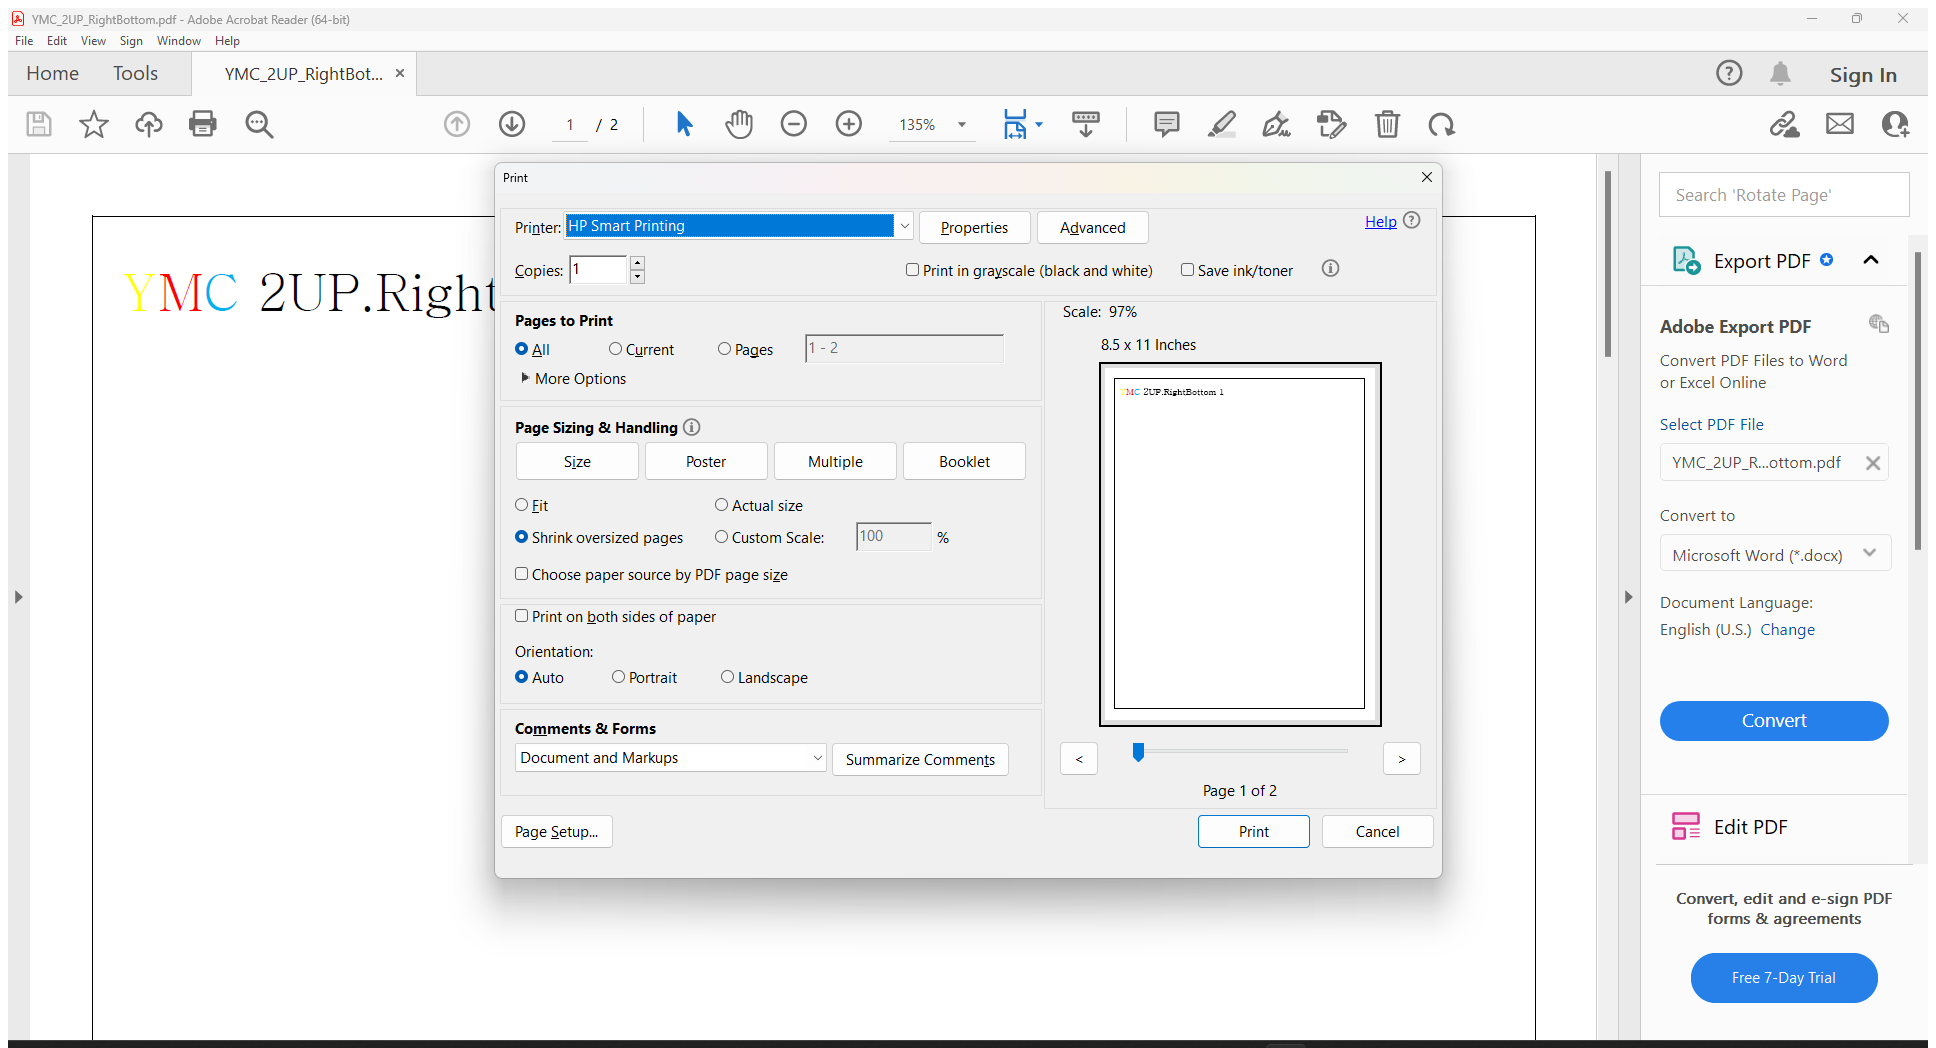 YMC_2UP_RightBottom.pdf - Adobe Acrobat Reader (64-bit)
File Edit View Sign Window Help
Home Tools YMC_2UP_RightBot... × Sign In
1 / 2 135%
YMC 2UP.Right
Print
Printer: HP Smart Printing Properties Advanced Help
Copies: 1 Print in grayscale (black and white) Save ink/toner
Pages to Print
All Current Pages 1 - 2
More Options
Page Sizing & Handling
Size Poster Multiple Booklet
Fit Actual size
Shrink oversized pages Custom Scale: 100 %
Choose paper source by PDF page size
Print on both sides of paper
Orientation:
Auto Portrait Landscape
Comments & Forms
Document and Markups Summarize Comments
Page Setup...
Scale: 97%
8.5 x 11 Inches
YMC 2UP.RightBottom 1
< >
Page 1 of 2
Print Cancel
Search 'Rotate Page'
Export PDF
Adobe Export PDF
Convert PDF Files to Word
or Excel Online
Select PDF File
YMC_2UP_R...ottom.pdf
Convert to
Microsoft Word (*.docx)
Document Language:
English (U.S.) Change
Convert
Edit PDF
Convert, edit and e-sign PDF
forms & agreements
Free 7-Day Trial